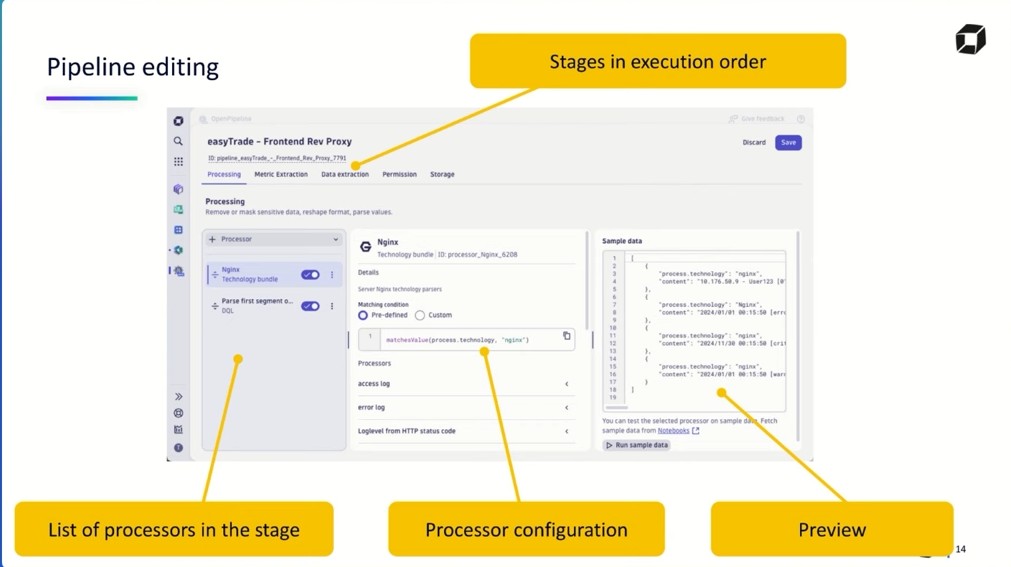 Pipeline editing
Stages in execution order
OpenPipeline
Give feedback
easyTrade - Frontend Rev Proxy
ID: pipeline_easyTrade_-_Frontend_Rev_Proxy_7791
Discard
Save
Processing
Metric Extraction
Data extraction
Permission
Storage
Processing
Remove or mask sensitive data, reshape format, parse values.
+ Processor
Nginx
Technology bundle
Parse first segment o...
DQL
Nginx
Technology bundle | ID: processor_Nginx_6208
Details
Server Nginx technology parsers
Matching condition
Pre-defined
Custom
1 matchesValue(process.technology, "nginx")
Processors
access log
error log
Loglevel from HTTP status code
Sample data
1 [
2 {
3 "process.technology": "nginx",
4 "content": "10.176.50.9 - User123 [0
5 },
6 {
7 "process.technology": "Nginx",
8 "content": "2024/01/01 00:15:50 [erro
9 },
10 {
11 "process.technology": "nginx",
12 "content": "2024/11/30 00:15:50 [crit
13 },
14 {
15 "process.technology": "nginx",
16 "content": "2024/01/01 00:15:50 [warn
17 }
18 ]
19
You can test the selected processor on sample data. Fetch
sample data from Notebooks
Run sample data
List of processors in the stage
Processor configuration
Preview
14